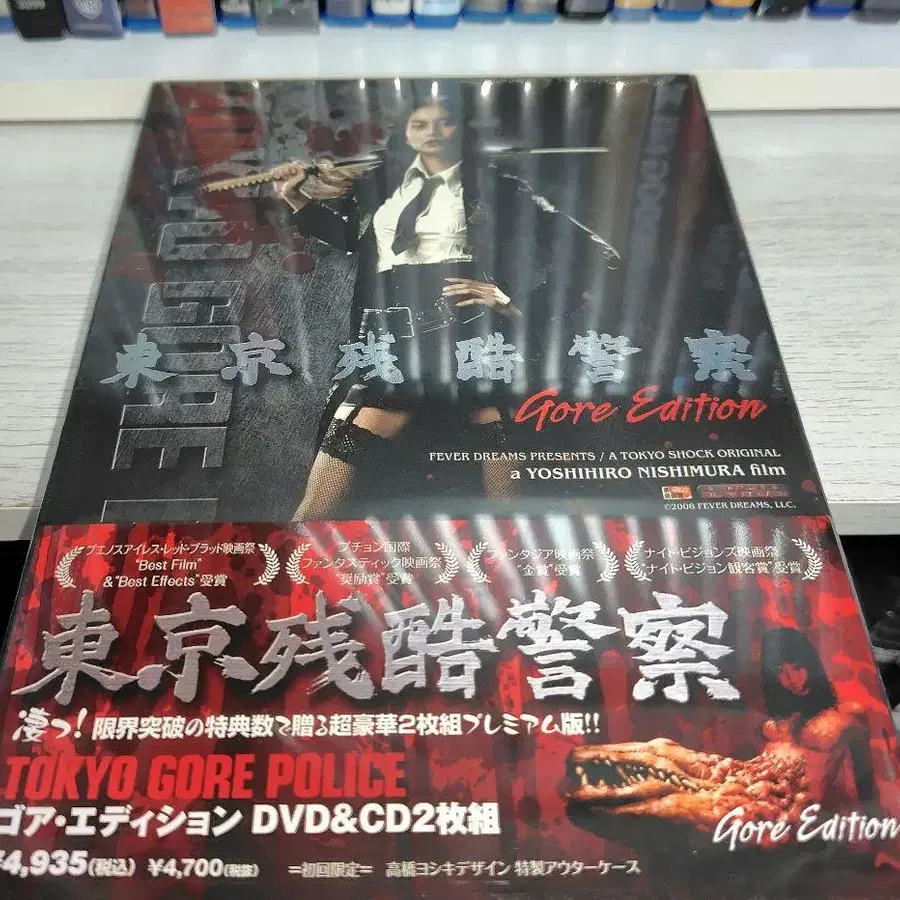 TOKYO GORE
東京残酷警察
Gore Edition
FEVER DREAMS PRESENTS / A TOKYO SHOCK ORIGINAL
a YOSHIHIRO NISHIMURA film
©2008 FEVER DREAMS, LLC.
ブエノスアイレス・レッド・ブラッド映画祭
"Best Film"
&"Best Effects"受賞
プチョン国際
ファンタスティック映画祭
"奨励賞"受賞
ファンタジア映画祭
"金賞"受賞
ナイト・ビジョンズ映画祭
"ナイト・ビジョン観客賞"受賞
東京残酷警察
凄っ!限界突破の特典数で贈る超豪華2枚組プレミアム版!!
TOKYO GORE POLICE
ゴア・エディション DVD&CD2枚組
Gore Edition
¥4,935(税込) ¥4,700(税抜) =初回限定= 高橋ヨシキデザイン 特製アウターケース